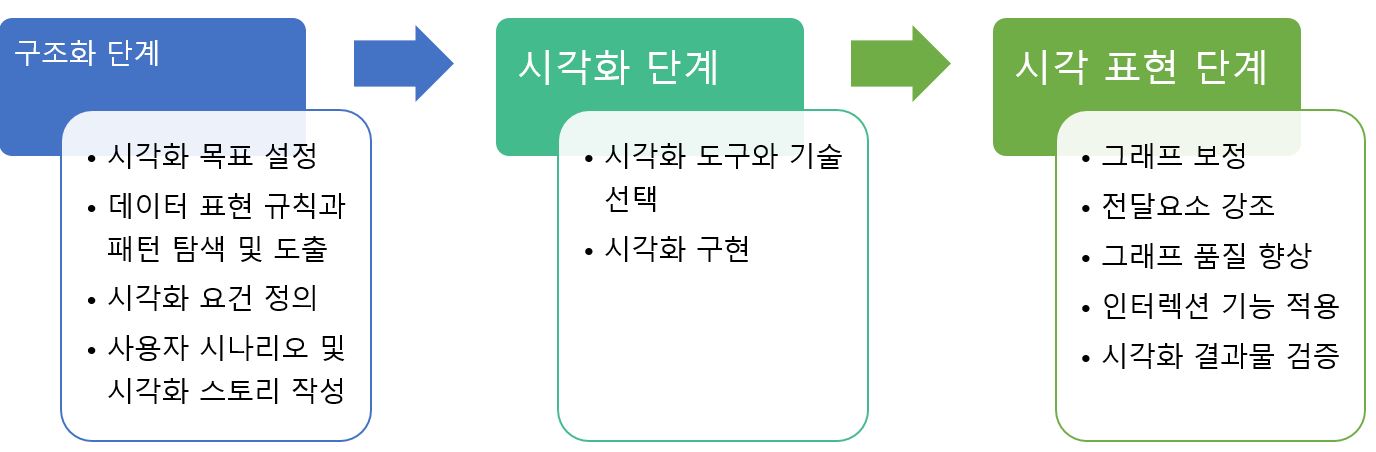 구조화 단계
• 시각화 목표 설정
• 데이터 표현 규칙과
패턴 탐색 및 도출
• 시각화 요건 정의
• 사용자 시나리오 및
시각화 스토리 작성
시각화 단계
• 시각화 도구와 기술
선택
• 시각화 구현
시각 표현 단계
• 그래프 보정
• 전달요소 강조
• 그래프 품질 향상
• 인터렉션 기능 적용
• 시각화 결과물 검증